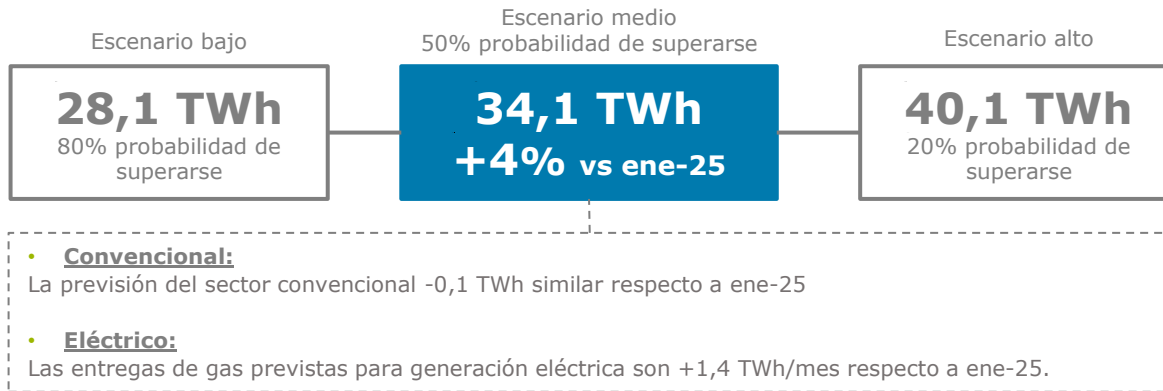 Escenario bajo
Escenario medio
50% probabilidad de superarse
Escenario alto
28,1 TWh
80% probabilidad de
superarse
34,1 TWh
+4% vs ene-25
40,1 TWh
20% probabilidad de
superarse
• Convencional:
La previsión del sector convencional -0,1 TWh similar respecto a ene-25
• Eléctrico:
Las entregas de gas previstas para generación eléctrica son +1,4 TWh/mes respecto a ene-25.